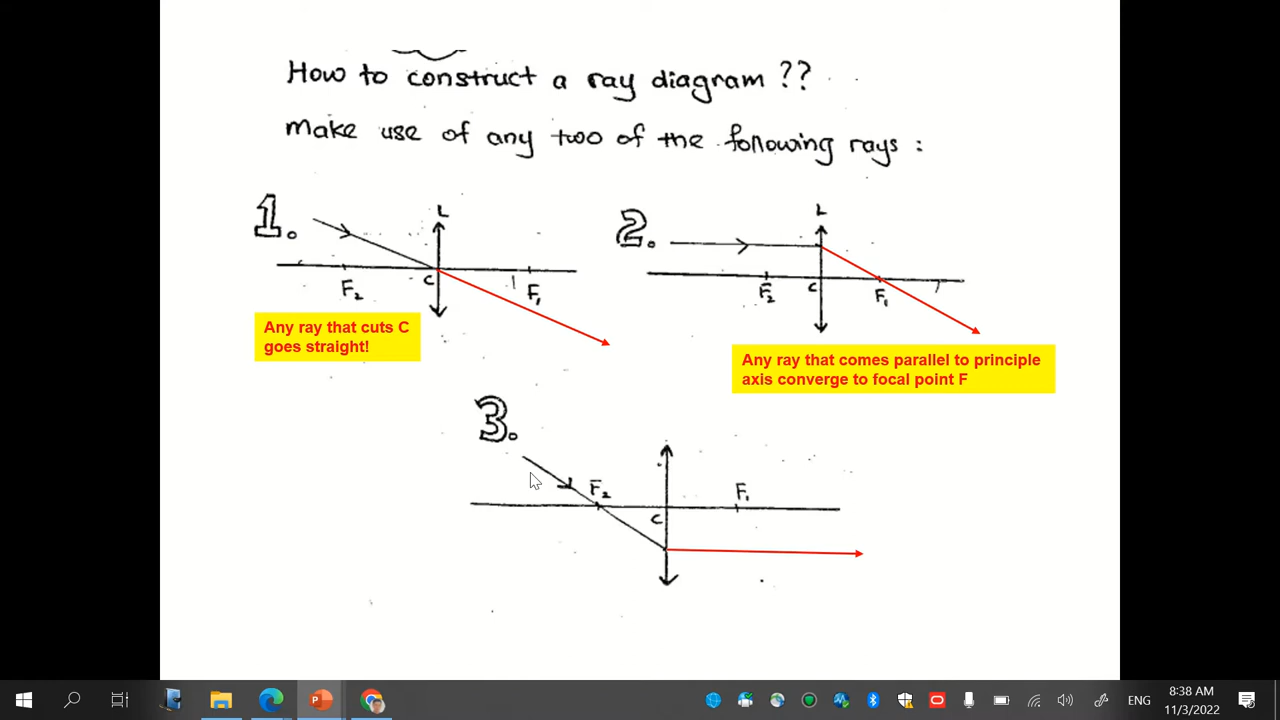 How to construct a ray diagram ??
Make use of any two of the following rays :
1.
L
F2
C
F1
Any ray that cuts C
goes straight!
2.
L
F2
C
F1
Any ray that comes parallel to principle
axis converge to focal point F
3.
F2
F1
C
ENG
8:38 AM
11/3/2022